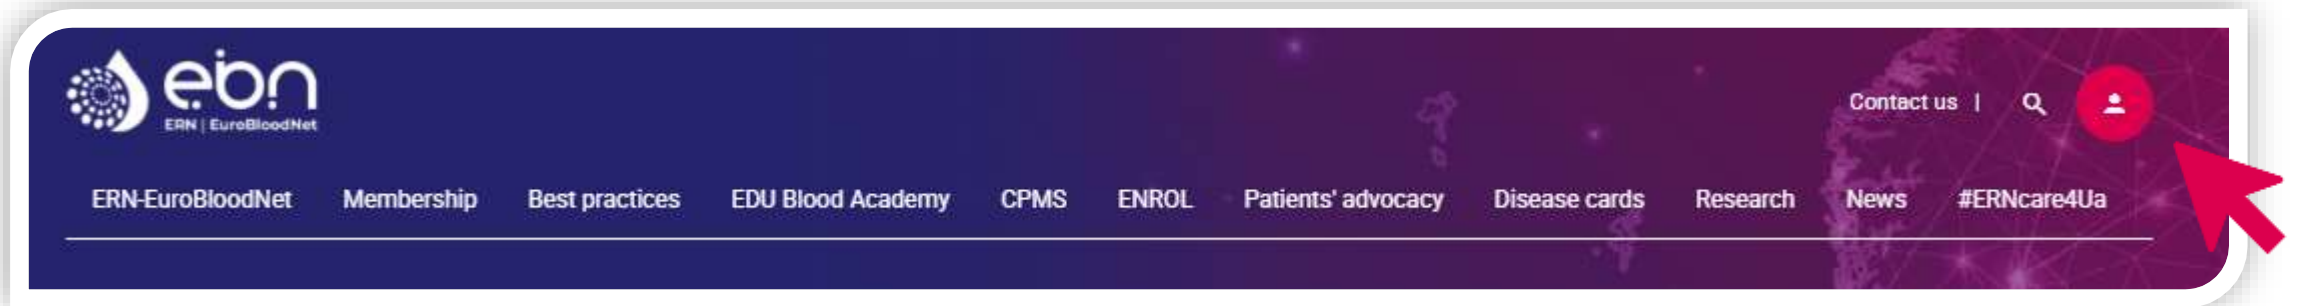 ebn
ERN | EuroBloodNet
Contact us |
ERN-EuroBloodNet Membership Best practices EDU Blood Academy CPMS ENROL Patients' advocacy Disease cards Research News #ERNcare4Ua